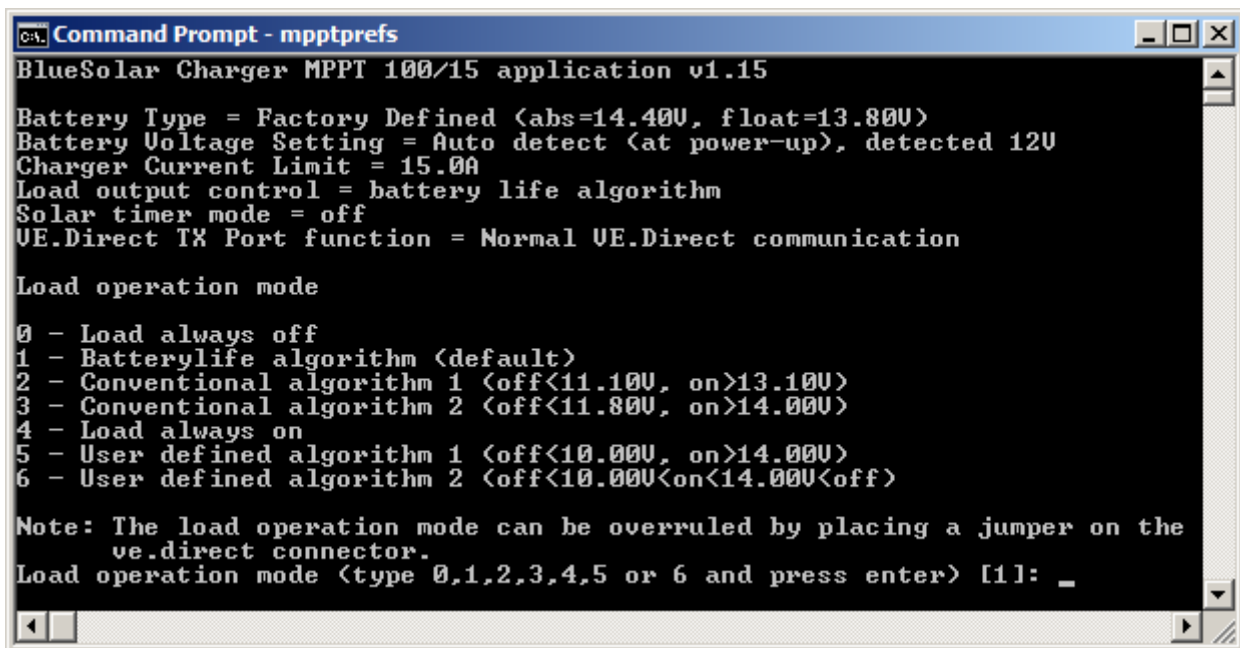 Command Prompt - mpptprefs
BlueSolar Charger MPPT 100/15 application v1.15
Battery Type = Factory Defined (abs=14.40V, float=13.80V)
Battery Voltage Setting = Auto detect (at power-up), detected 12V
Charger Current Limit = 15.0A
Load output control = battery life algorithm
Solar timer mode = off
VE.Direct TX Port function = Normal VE.Direct communication
Load operation mode
0 - Load always off
1 - Batterylife algorithm (default)
2 - Conventional algorithm 1 (off<11.10V, on>13.10V)
3 - Conventional algorithm 2 (off<11.80V, on>14.00V)
4 - Load always on
5 - User defined algorithm 1 (off<10.00V, on>14.00V)
6 - User defined algorithm 2 (off<10.00V<on<14.00V<off)
Note: The load operation mode can be overruled by placing a jumper on the
ve.direct connector.
Load operation mode (type 0,1,2,3,4,5 or 6 and press enter) [1]: _